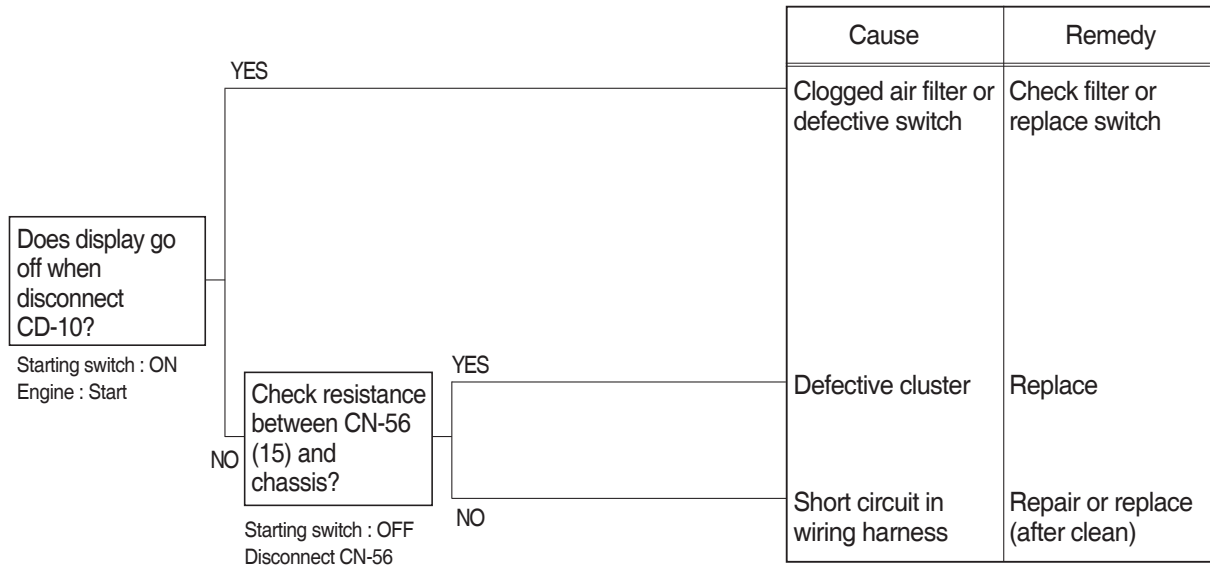 Cause
Remedy
YES
Clogged air filter or
defective switch
Check filter or
replace switch
Does display go
off when
disconnect
CD-10?
Starting switch : ON
Engine : Start
YES
Defective cluster
Replace
NO
Check resistance
between CN-56
(15) and
chassis?
Starting switch : OFF
Disconnect CN-56
NO
Short circuit in
wiring harness
Repair or replace
(after clean)